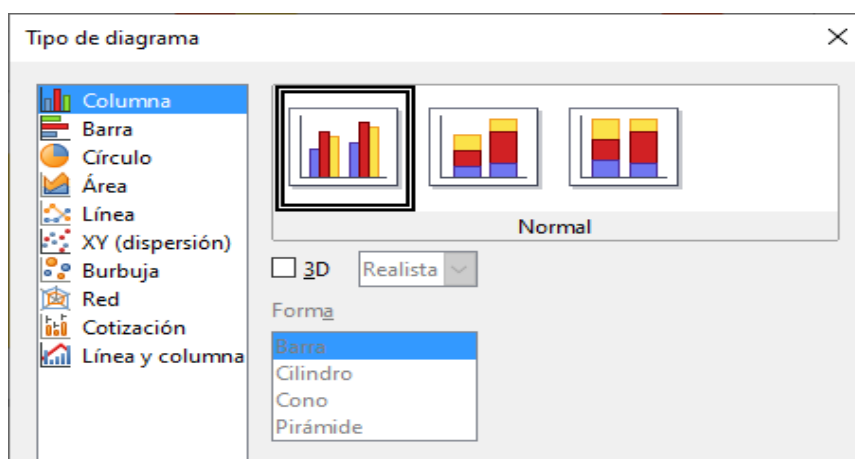 Tipo de diagrama
Columna
Barra
Círculo
Área
Línea
XY (dispersión)
Burbuja
Red
Cotización
Línea y columna
Normal
3D
Realista
Forma
Barra
Cilindro
Cono
Pirámide